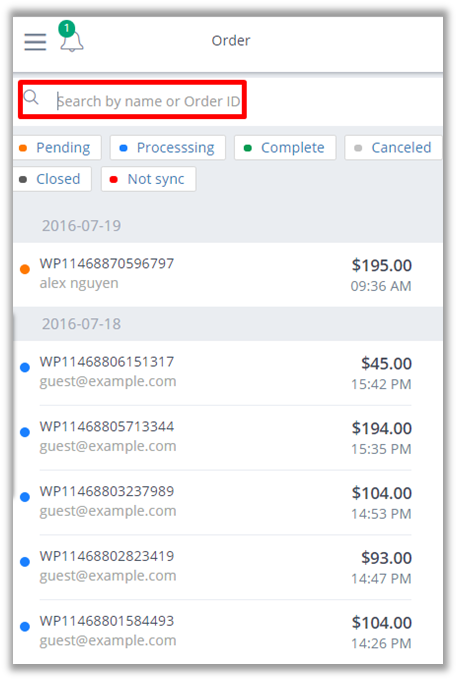 1
Order
Search by name or Order ID
Pending Processsing Complete Canceled
Closed Not sync
2016-07-19
WP11468870596797 $195.00
alex nguyen 09:36 AM
2016-07-18
WP11468806151317 $45.00
guest@example.com 15:42 PM
WP11468805713344 $194.00
guest@example.com 15:35 PM
WP11468803237989 $104.00
guest@example.com 14:53 PM
WP11468802823419 $93.00
guest@example.com 14:47 PM
WP11468801584493 $104.00
guest@example.com 14:26 PM